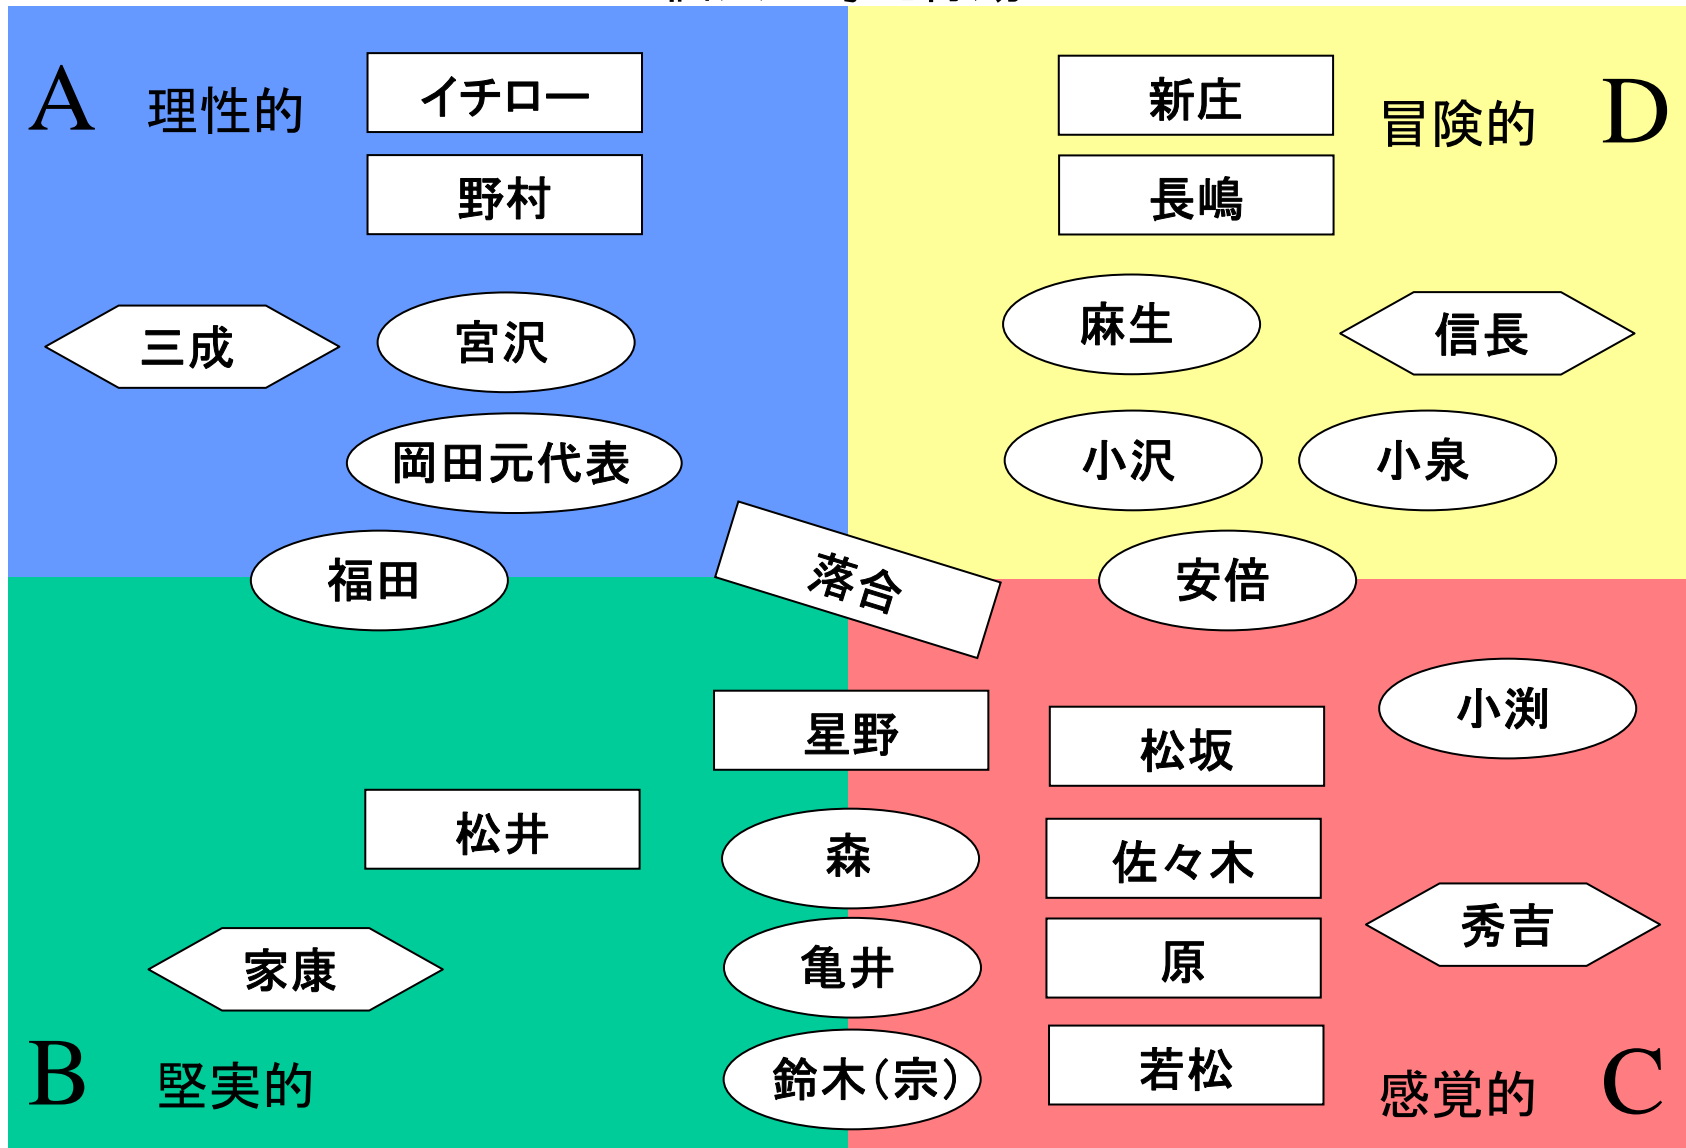 A 理性的
イチロー
野村
三成
宮沢
岡田元代表
福田
D 冒険的
新庄
長嶋
麻生
信長
小沢
小泉
安倍
落合
星野
松井
森
亀井
家康
鈴木(宗)
B 堅実的
小渕
松坂
佐々木
秀吉
原
若松
感覚的 C